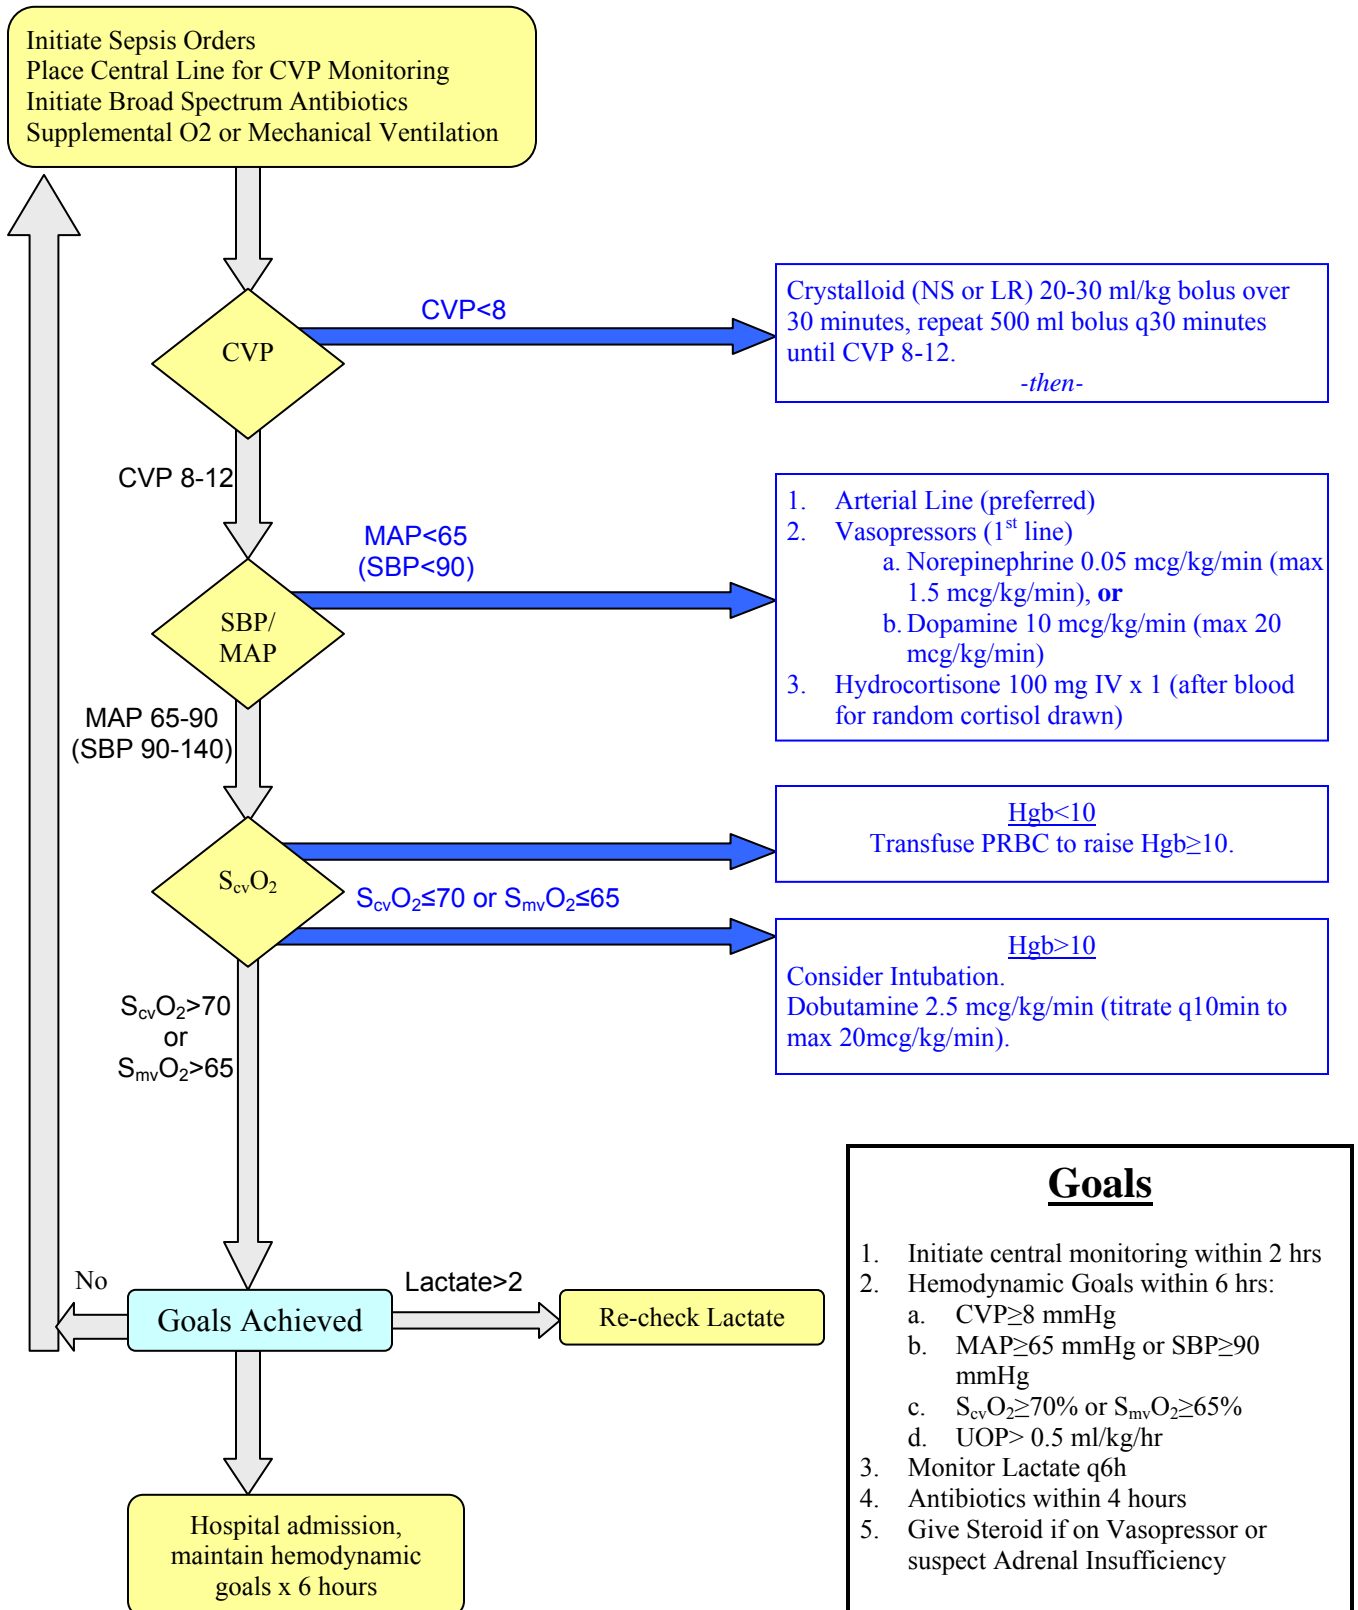 Initiate Sepsis Orders
Place Central Line for CVP Monitoring
Initiate Broad Spectrum Antibiotics
Supplemental O2 or Mechanical Ventilation
CVP
CVP<8
Crystalloid (NS or LR) 20-30 ml/kg bolus over
30 minutes, repeat 500 ml bolus q30 minutes
until CVP 8-12.
-then-
CVP 8-12
SBP/
MAP
MAP<65
(SBP<90)
1. Arterial Line (preferred)
2. Vasopressors (1st line)
a. Norepinephrine 0.05 mcg/kg/min (max
1.5 mcg/kg/min), or
b. Dopamine 10 mcg/kg/min (max 20
mcg/kg/min)
3. Hydrocortisone 100 mg IV x 1 (after blood
for random cortisol drawn)
MAP 65-90
(SBP 90-140)
ScvO2
Hgb<10
Transfuse PRBC to raise Hgb≥10.
ScvO2≤70 or SmvO2≤65
Hgb>10
Consider Intubation.
Dobutamine 2.5 mcg/kg/min (titrate q10min to
max 20mcg/kg/min).
ScvO2>70
or
SmvO2>65
No
Goals Achieved
Lactate>2
Re-check Lactate
Hospital admission,
maintain hemodynamic
goals x 6 hours
Goals
1. Initiate central monitoring within 2 hrs
2. Hemodynamic Goals within 6 hrs:
a. CVP≥8 mmHg
b. MAP≥65 mmHg or SBP≥90
mmHg
c. ScvO2≥70% or SmvO2≥65%
d. UOP> 0.5 ml/kg/hr
3. Monitor Lactate q6h
4. Antibiotics within 4 hours
5. Give Steroid if on Vasopressor or
suspect Adrenal Insufficiency